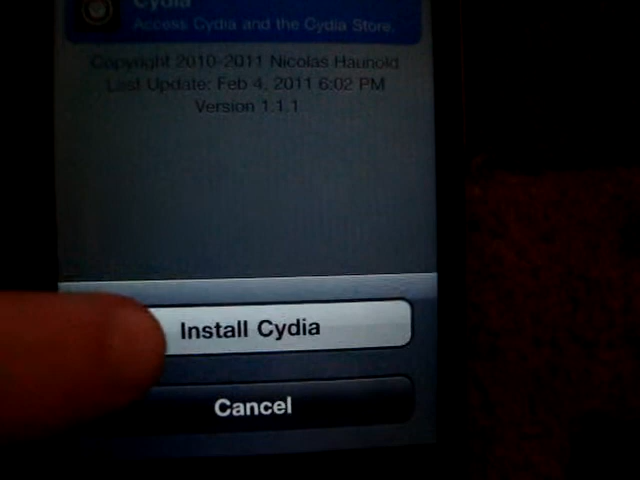 Cydia
Access Cydia and the Cydia Store.
Copyright 2010-2011 Nicolas Haunold
Last Update: Feb 4, 2011 6:02 PM
Version 1.1.1
Install Cydia
Cancel